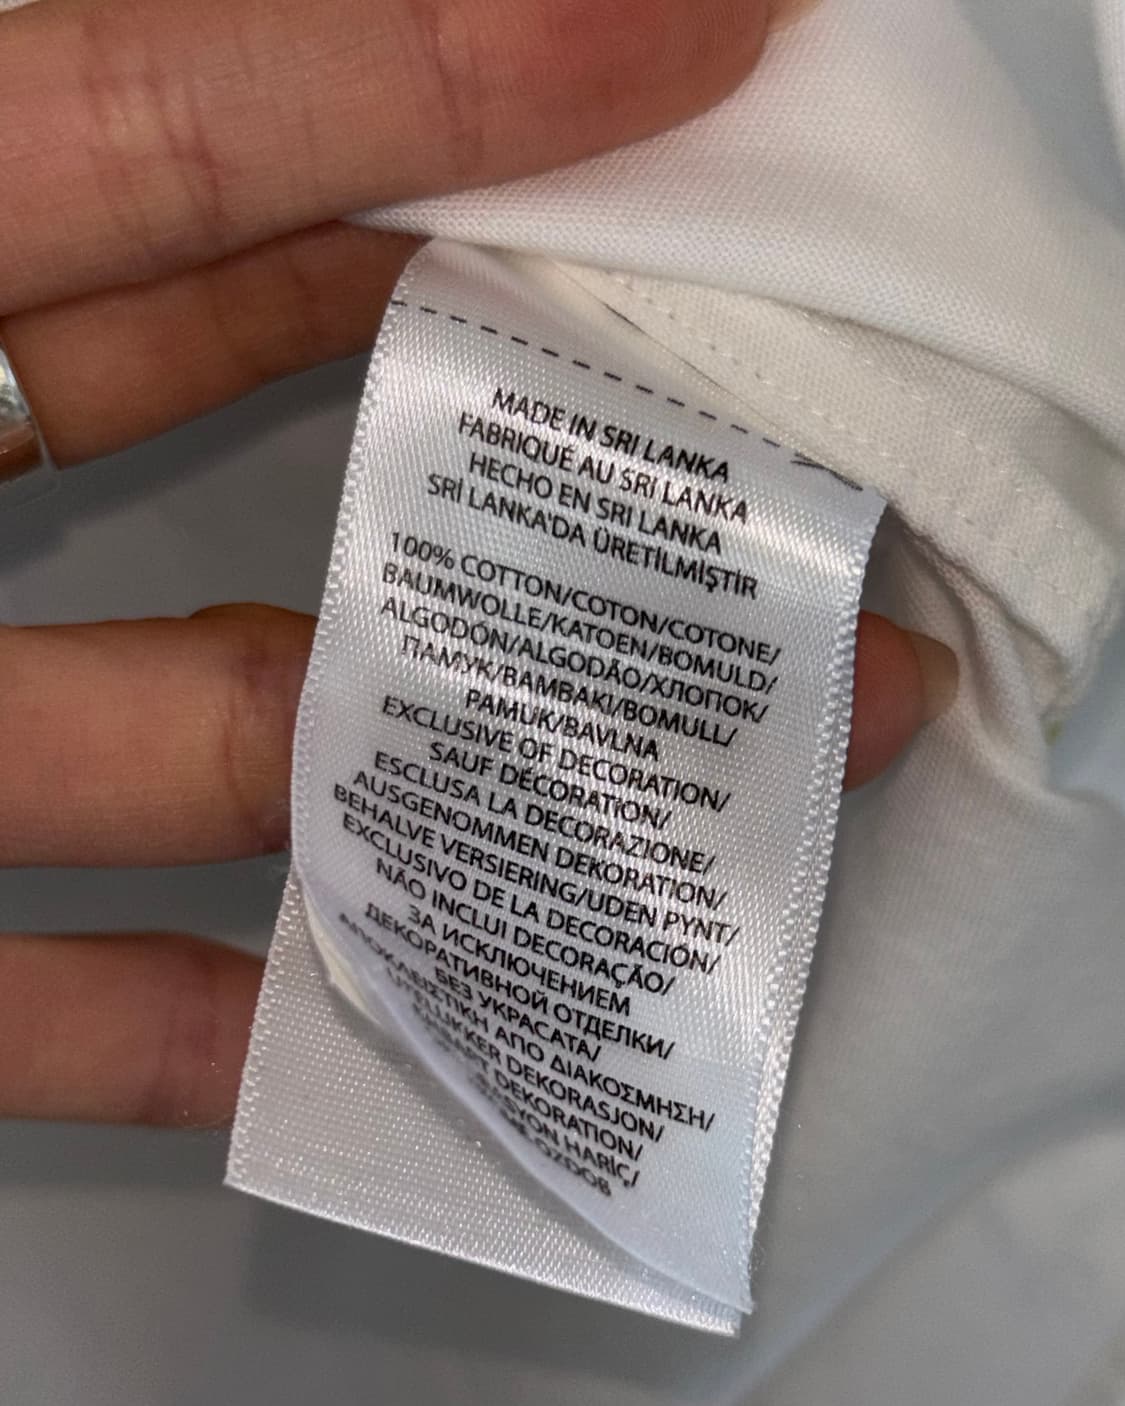 MADE IN SRI LANKA
FABRIQUÉ AU SRI LANKA
HECHO EN SRI LANKA
SRİ LANKA'DA ÜRETİLMİŞTİR
100% COTTON/COTON/COTONE/
BAUMWOLLE/KATOEN/BOMULD/
ALGODÓN/ALGODÃO/ХЛОПОК/
ПАМУК/ΒΑΜΒΑΚΙ/BOMULL/
PAMUK/BAVLNA
EXCLUSIVE OF DECORATION/
SAUF DÉCORATION/
ESCLUSA LA DECORAZIONE/
AUSGENOMMEN DEKORATION/
BEHALVE VERSIERING/UDEN PYNT/
EXCLUSIVO DE LA DECORACIÓN/
NÃO INCLUI DECORAÇÃO/
ЗА ИСКЛЮЧЕНИЕМ
ДЕКОРАТИВНОЙ ОТДЕЛКИ/
БЕЗ УКРАСАТА/
ΑΠΟ ΔΙΑΚΟΣΜΗΣΗ/
DEKORASJON/
DEKORATION/
HARİÇ/
OZDOB